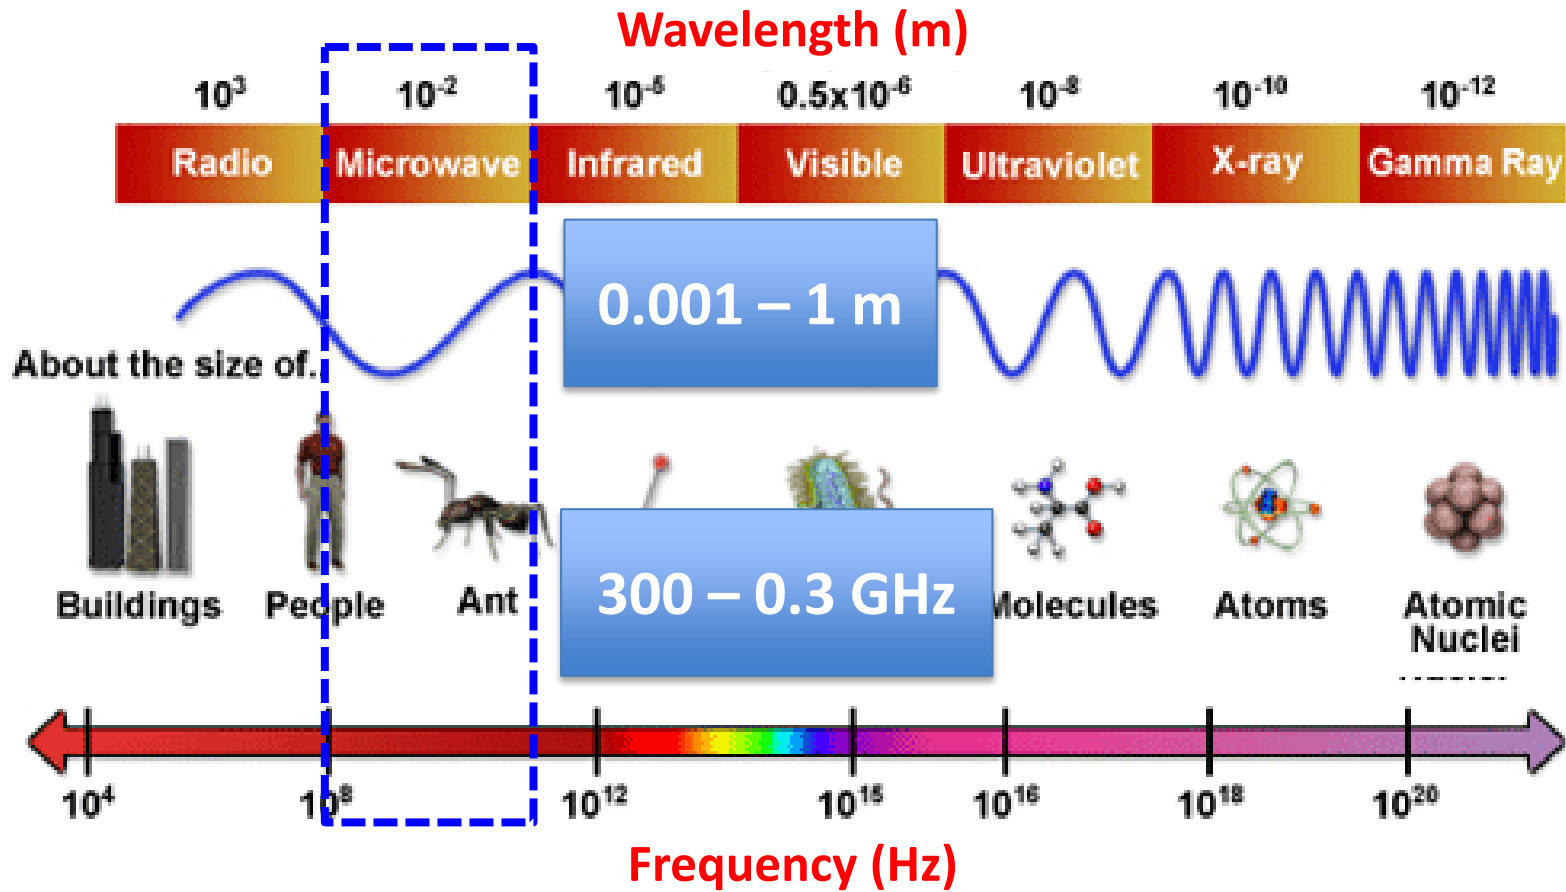 Wavelength (m)
10³ 10⁻² 10⁻⁵ 0.5x10⁻⁶ 10⁻⁸ 10⁻¹⁰ 10⁻¹²
Radio Microwave Infrared Visible Ultraviolet X-ray Gamma Ray
0.001 – 1 m
About the size of..
300 – 0.3 GHz
Buildings People Ant Molecules Atoms Atomic
Nuclei
10⁴ 10⁸ 10¹² 10¹⁵ 10¹⁶ 10¹⁸ 10²⁰
Frequency (Hz)